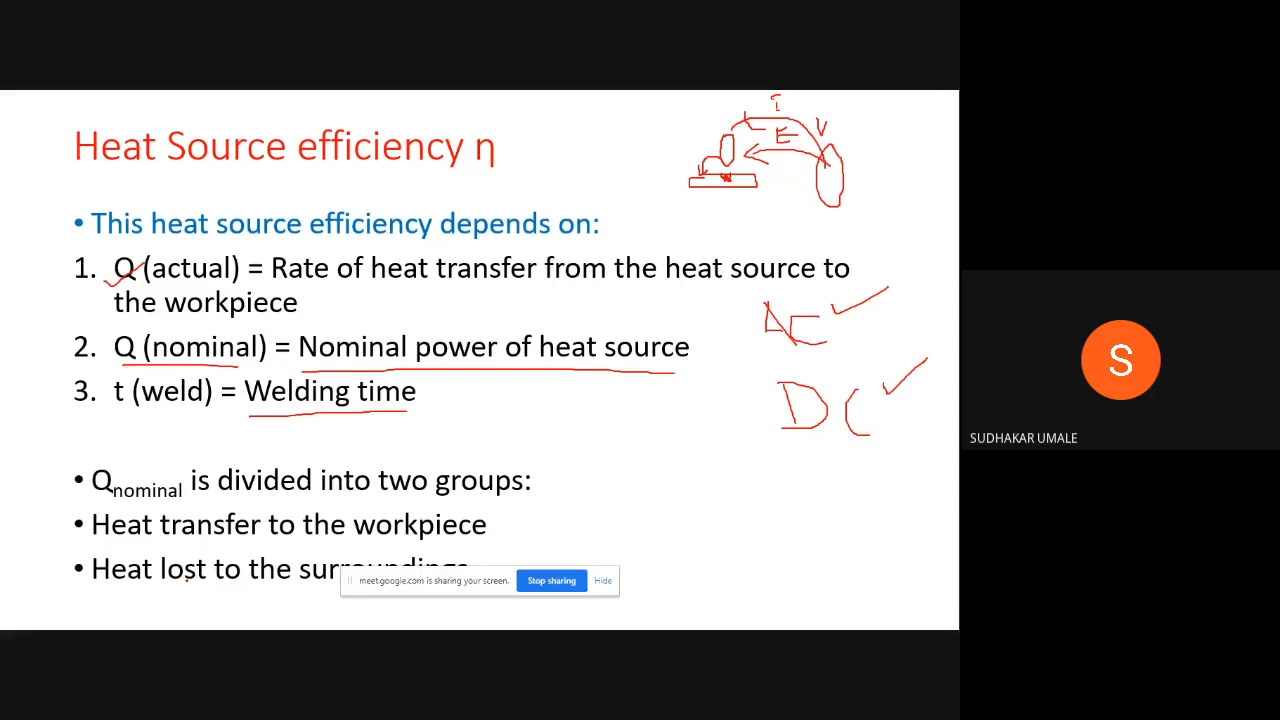 Heat Source efficiency η
I
E
V
• This heat source efficiency depends on:
1. Q (actual) = Rate of heat transfer from the heat source to
the workpiece
2. Q (nominal) = Nominal power of heat source
3. t (weld) = Welding time
AC
DC
• Qnominal is divided into two groups:
• Heat transfer to the workpiece
• Heat lost to the surroundings
meet.google.com is sharing your screen.
Stop sharing
Hide
S
SUDHAKAR UMALE